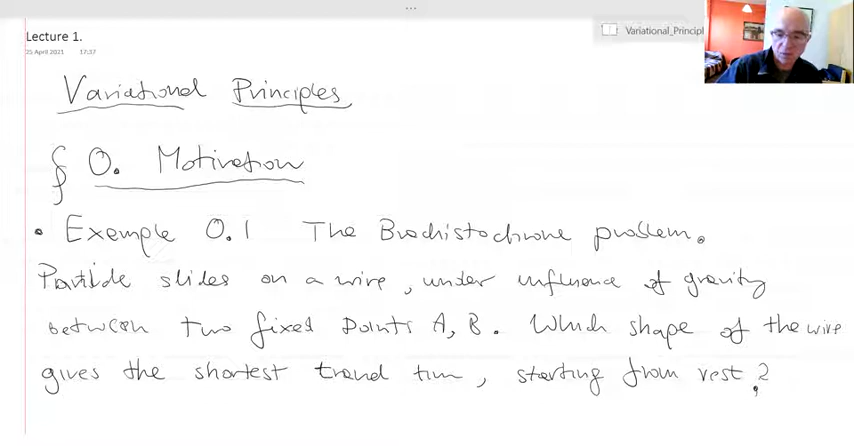 ...
Lecture 1.
25 April 2021 17:37
Variational_Principl
Variational Principles
§ 0. Motivation
• Example 0.1 The Brachistochrone problem.
Particle slides on a wire, under influence of gravity
between two fixed points A, B. Which shape of the wire
gives the shortest travel time, starting from rest?